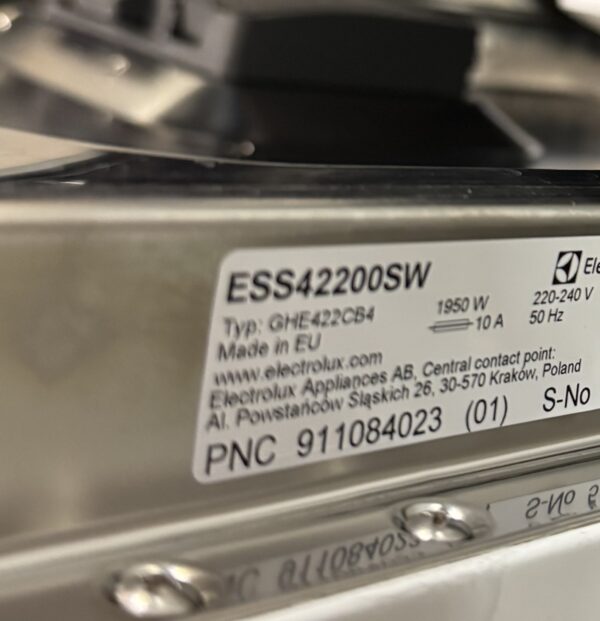 ESS42200SW
Ele
Typ: GHE422CB4
1950 W
220-240 V
10 A
50 Hz
Made in EU
www.electrolux.com
Electrolux Appliances AB, Central contact point:
Al. Powstańców Śląskich 26, 30-570 Kraków, Poland
PNC 911084023 (01) S-No